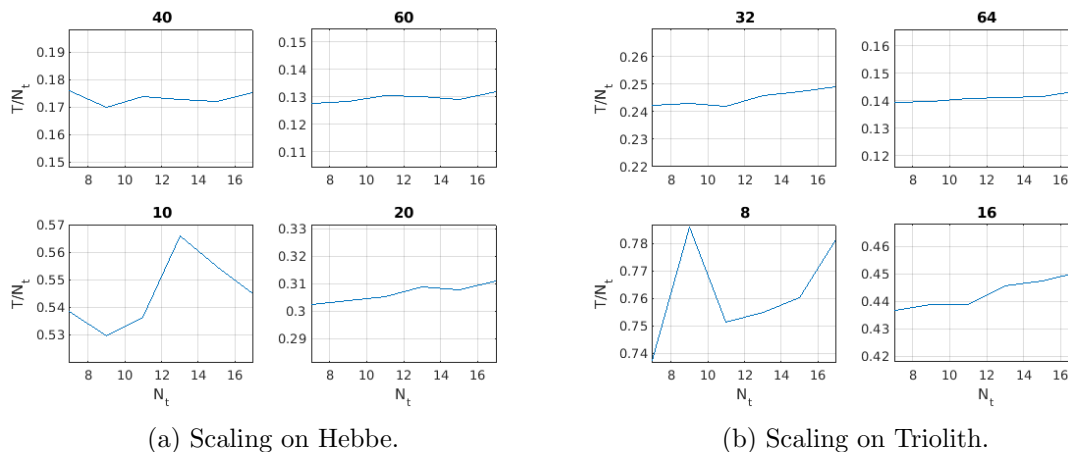 40
60
0.19
0.18
0.17
0.16
0.15
T/N_t
8 10 12 14 16
0.15
0.14
0.13
0.12
0.11
8 10 12 14 16
10
20
0.57
0.56
0.55
0.54
0.53
T/N_t
8 10 12 14 16
N_t
0.33
0.32
0.31
0.3
0.29
8 10 12 14 16
N_t
(a) Scaling on Hebbe.
32
64
0.26
0.25
0.24
0.23
0.22
T/N_t
8 10 12 14 16
0.16
0.15
0.14
0.13
0.12
8 10 12 14 16
8
16
0.78
0.77
0.76
0.75
0.74
T/N_t
8 10 12 14 16
N_t
0.46
0.45
0.44
0.43
0.42
8 10 12 14 16
N_t
(b) Scaling on Triolith.